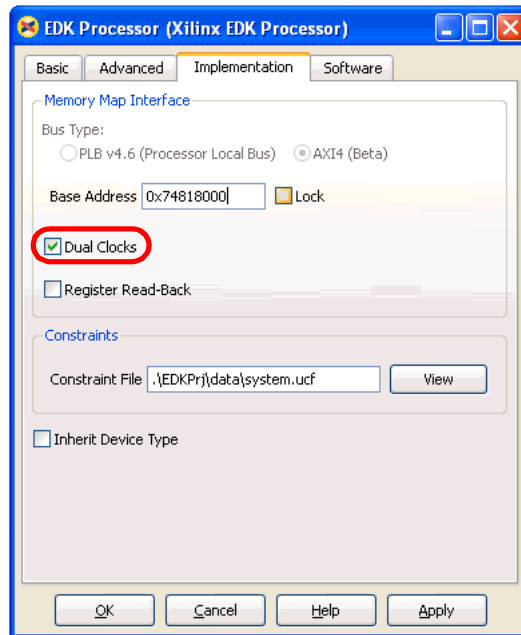 EDK Processor (Xilinx EDK Processor)
Basic Advanced Implementation Software
Memory Map Interface
Bus Type:
PLB v4.6 (Processor Local Bus) AXI4 (Beta)
Base Address 0x74818000 Lock
Dual Clocks
Register Read-Back
Constraints
Constraint File .\EDKPrj\data\system.ucf View
Inherit Device Type
OK Cancel Help Apply